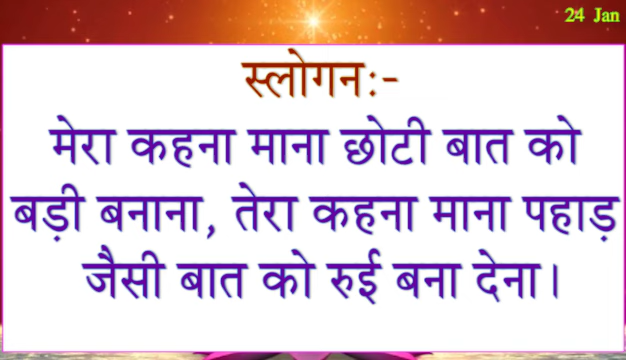 24 Jan
स्लोगन:-
मेरा कहना माना छोटी बात को
बड़ी बनाना, तेरा कहना माना पहाड़
जैसी बात को रुई बना देना।